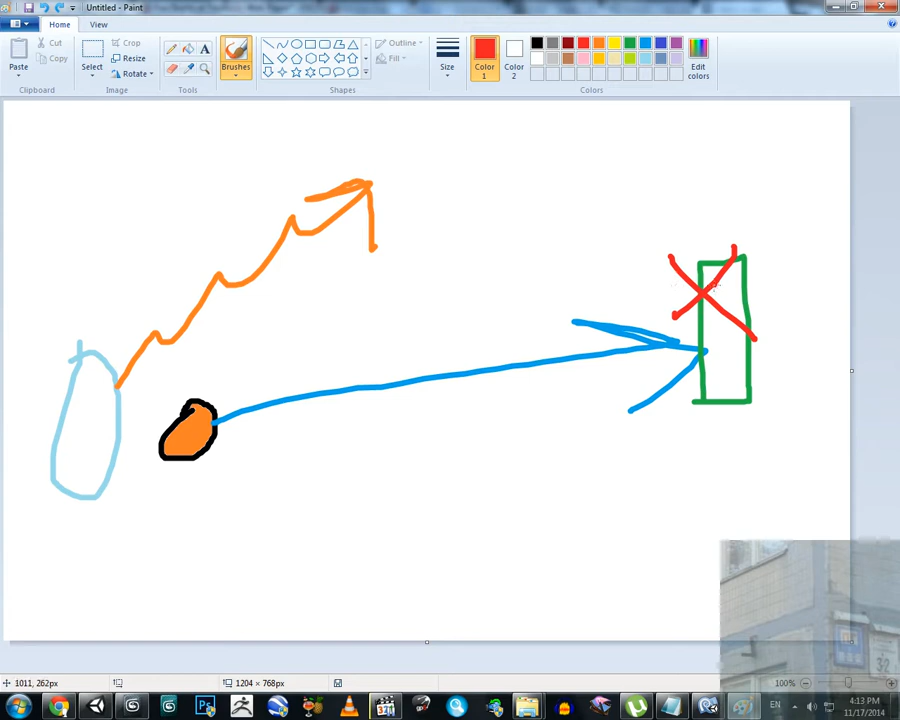 Untitled - Paint
Home
View
Paste
Cut
Copy
Clipboard
Select
Crop
Resize
Rotate
Image
A
Tools
Brushes
Shapes
Outline
Fill
Size
Color 1
Color 2
Edit colors
Colors
1011, 262px
1204 × 768px
100%
EN
4:13 PM
11/17/2014
32
321